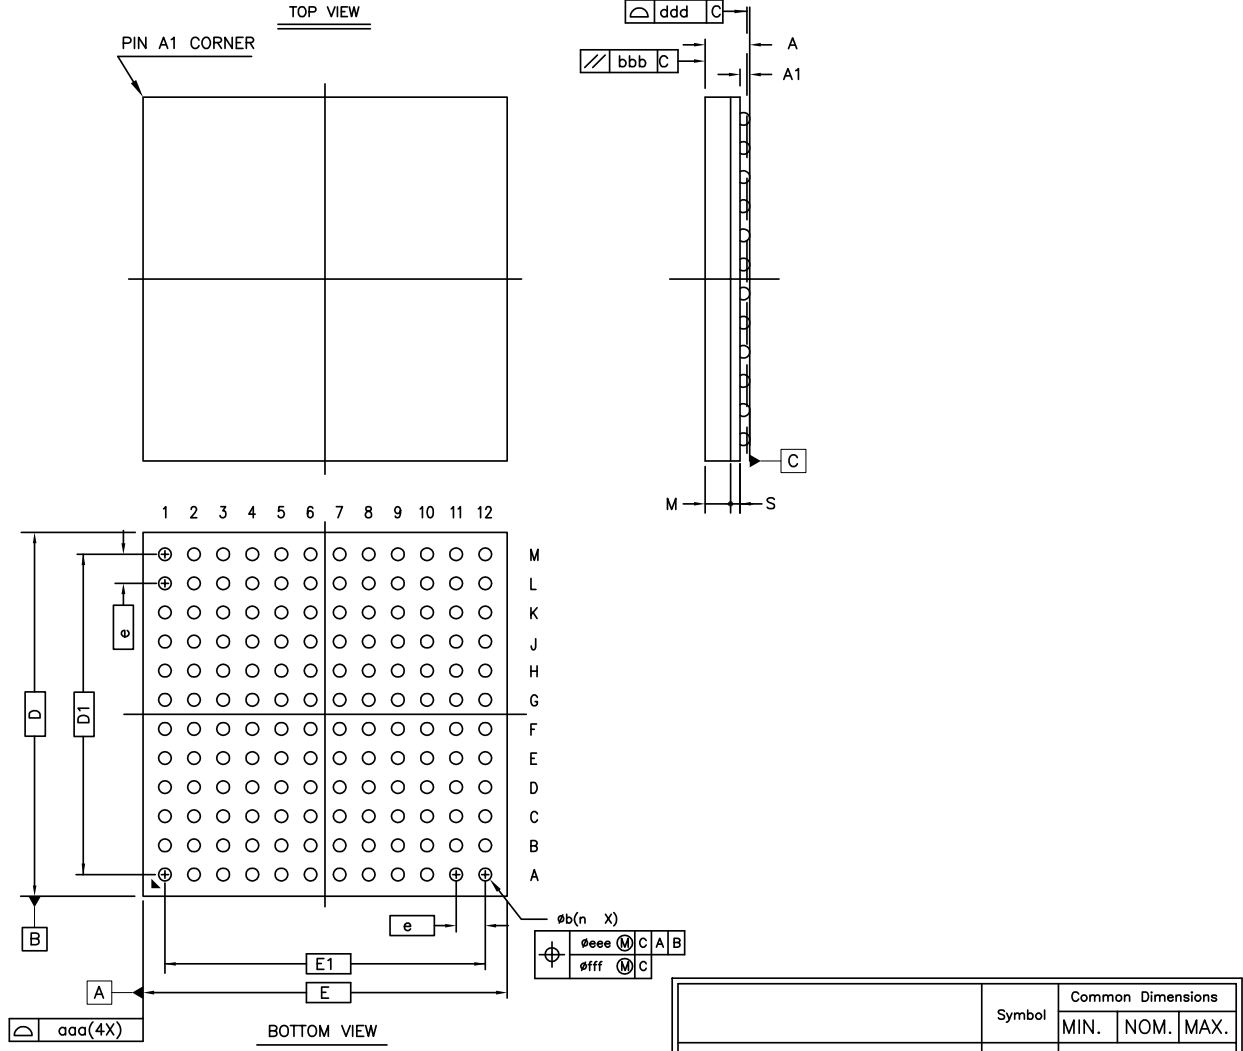 TOP VIEW
ddd C
PIN A1 CORNER
A
// bbb C
A1
C
M S
1 2 3 4 5 6 7 8 9 10 11 12
M
L
K
e
J
H
D D1 G
F
E
D
C
B
A
øb(n X)
e
B
øeee Ⓜ C A B
øfff Ⓜ C
E1
A E
aaa(4X)
BOTTOM VIEW
Symbol Common Dimensions
MIN. NOM. MAX.